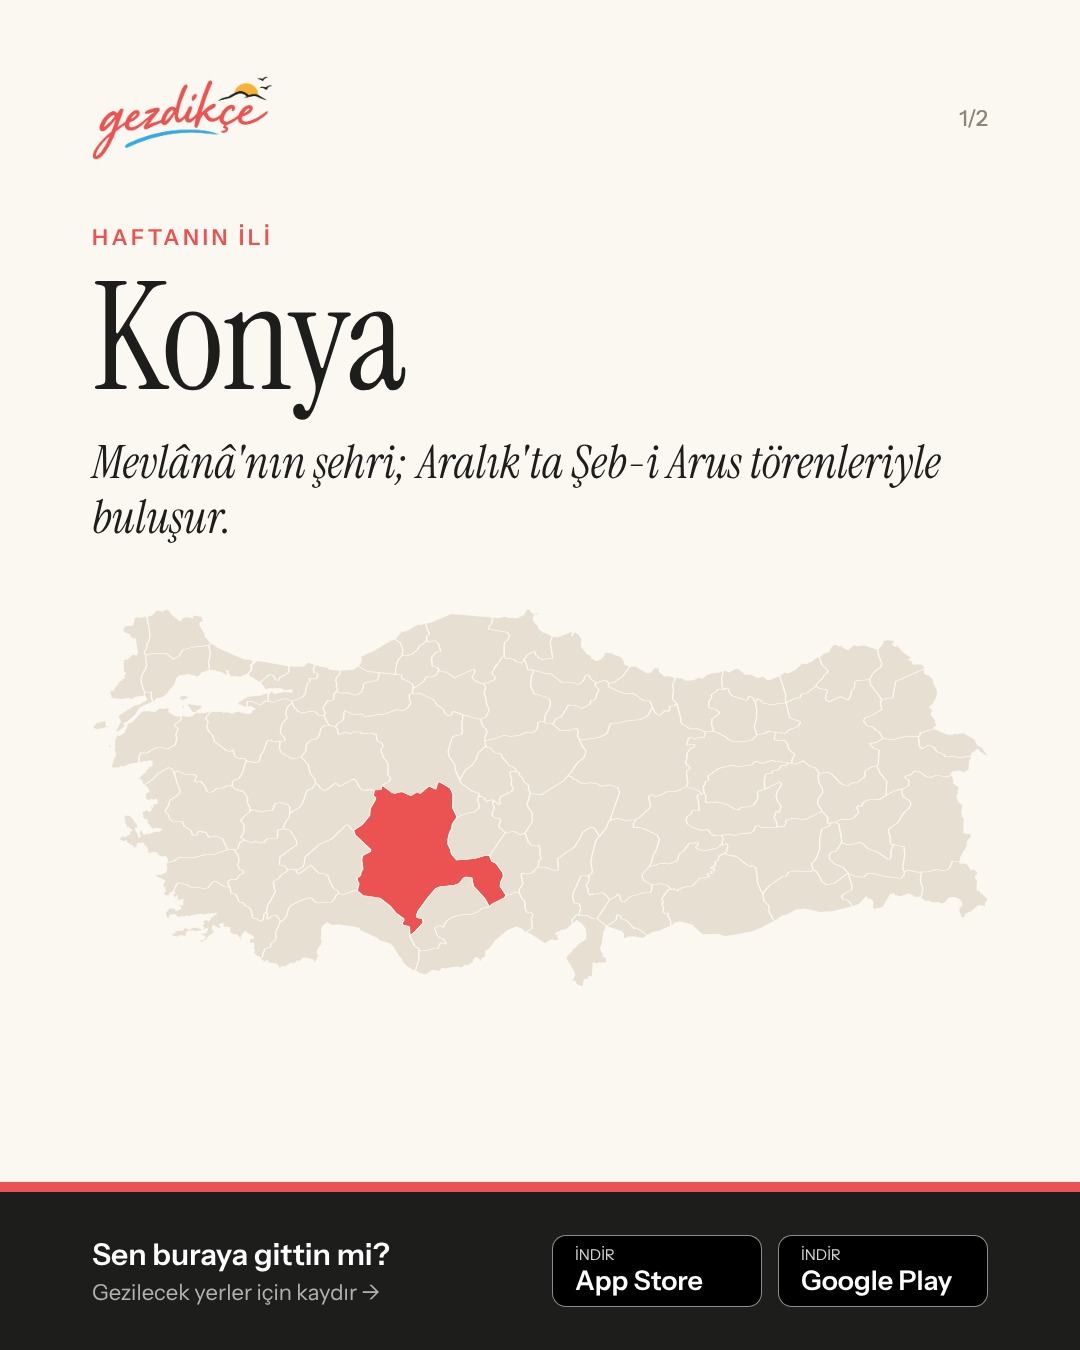 gezdikçe
1/2
HAFTANIN İLİ
Konya
Mevlânâ'nın şehri; Aralık'ta Şeb-i Arus törenleriyle
buluşur.
Sen buraya gittin mi?
Gezilecek yerler için kaydır →
İNDİR
App Store
İNDİR
Google Play